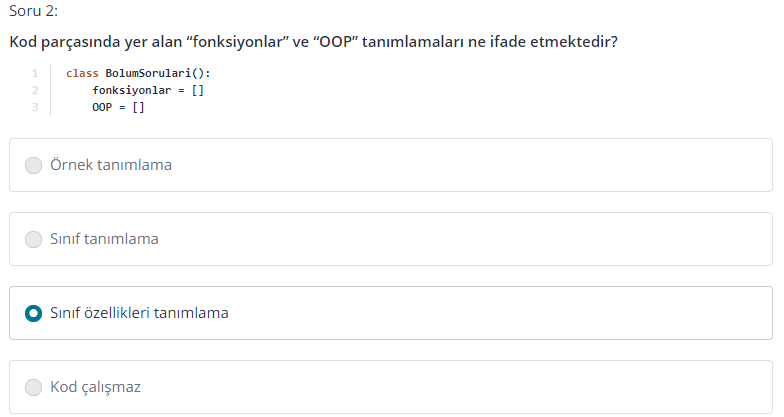 Soru 2:
Kod parçasında yer alan “fonksiyonlar” ve “OOP” tanımlamaları ne ifade etmektedir?
1 class BolumSorulari():
2 fonksiyonlar = []
3 OOP = []
Örnek tanımlama
Sınıf tanımlama
Sınıf özellikleri tanımlama
Kod çalışmaz